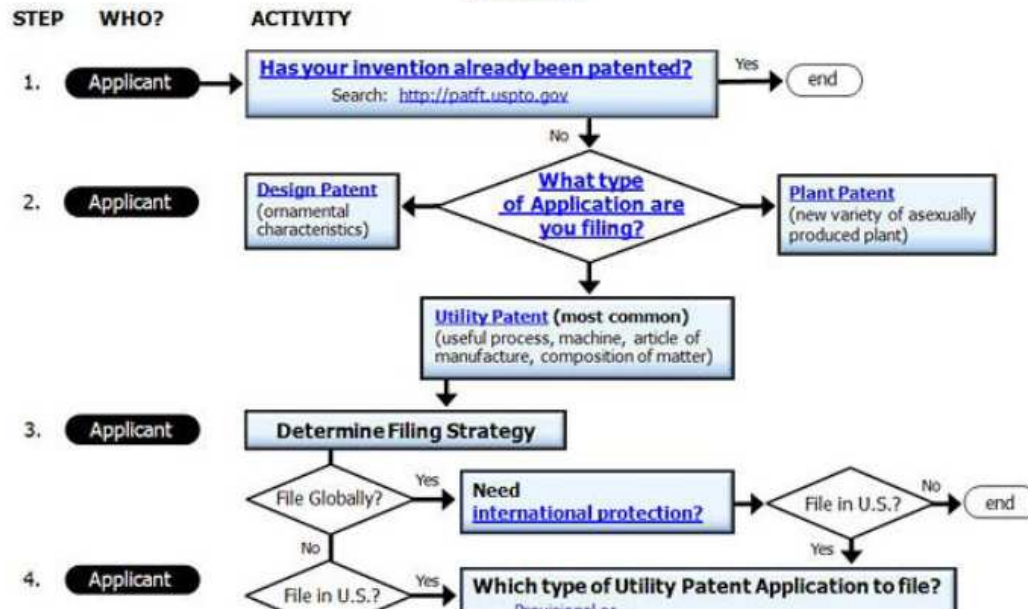 STEP WHO? ACTIVITY
1. Applicant
Has your invention already been patented?
Search: http://patft.uspto.gov
Yes
end
No
2. Applicant
Design Patent
(ornamental
characteristics)
What type
of Application are
you filing?
Plant Patent
(new variety of asexually
produced plant)
Utility Patent (most common)
(useful process, machine, article of
manufacture, composition of matter)
3. Applicant
Determine Filing Strategy
File Globally?
Yes
Need
international protection?
File in U.S.?
No
end
No
Yes
4. Applicant
File in U.S.?
Yes
Which type of Utility Patent Application to file?
Provisional or